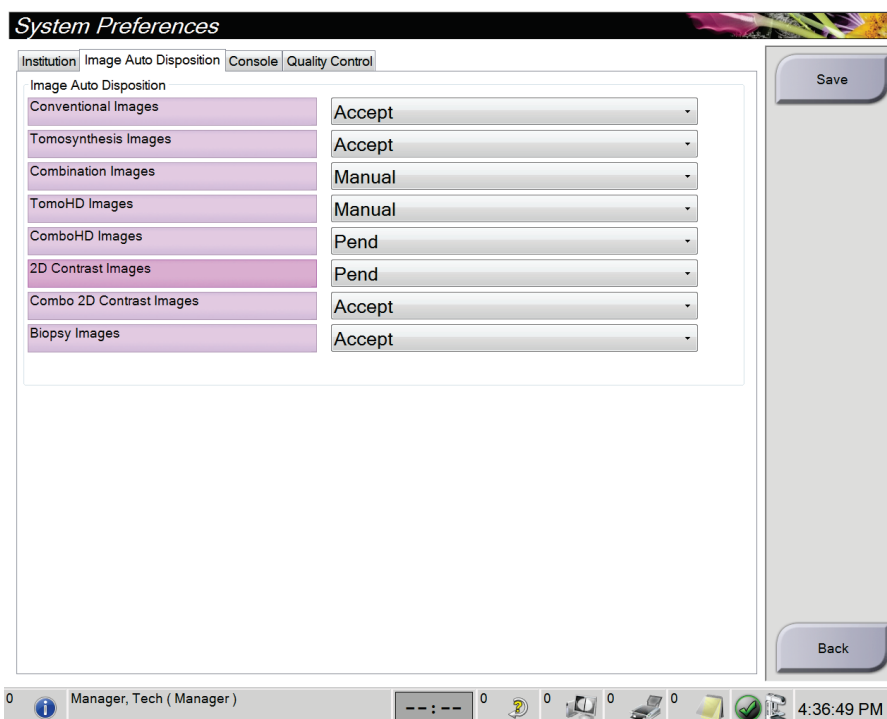 System Preferences
Institution Image Auto Disposition Console Quality Control
Image Auto Disposition
Conventional Images Accept
Tomosynthesis Images Accept
Combination Images Manual
TomoHD Images Manual
ComboHD Images Pend
2D Contrast Images Pend
Combo 2D Contrast Images Accept
Biopsy Images Accept
Save
Back
0 Manager, Tech ( Manager ) --:-- 0 0 0 0 4:36:49 PM